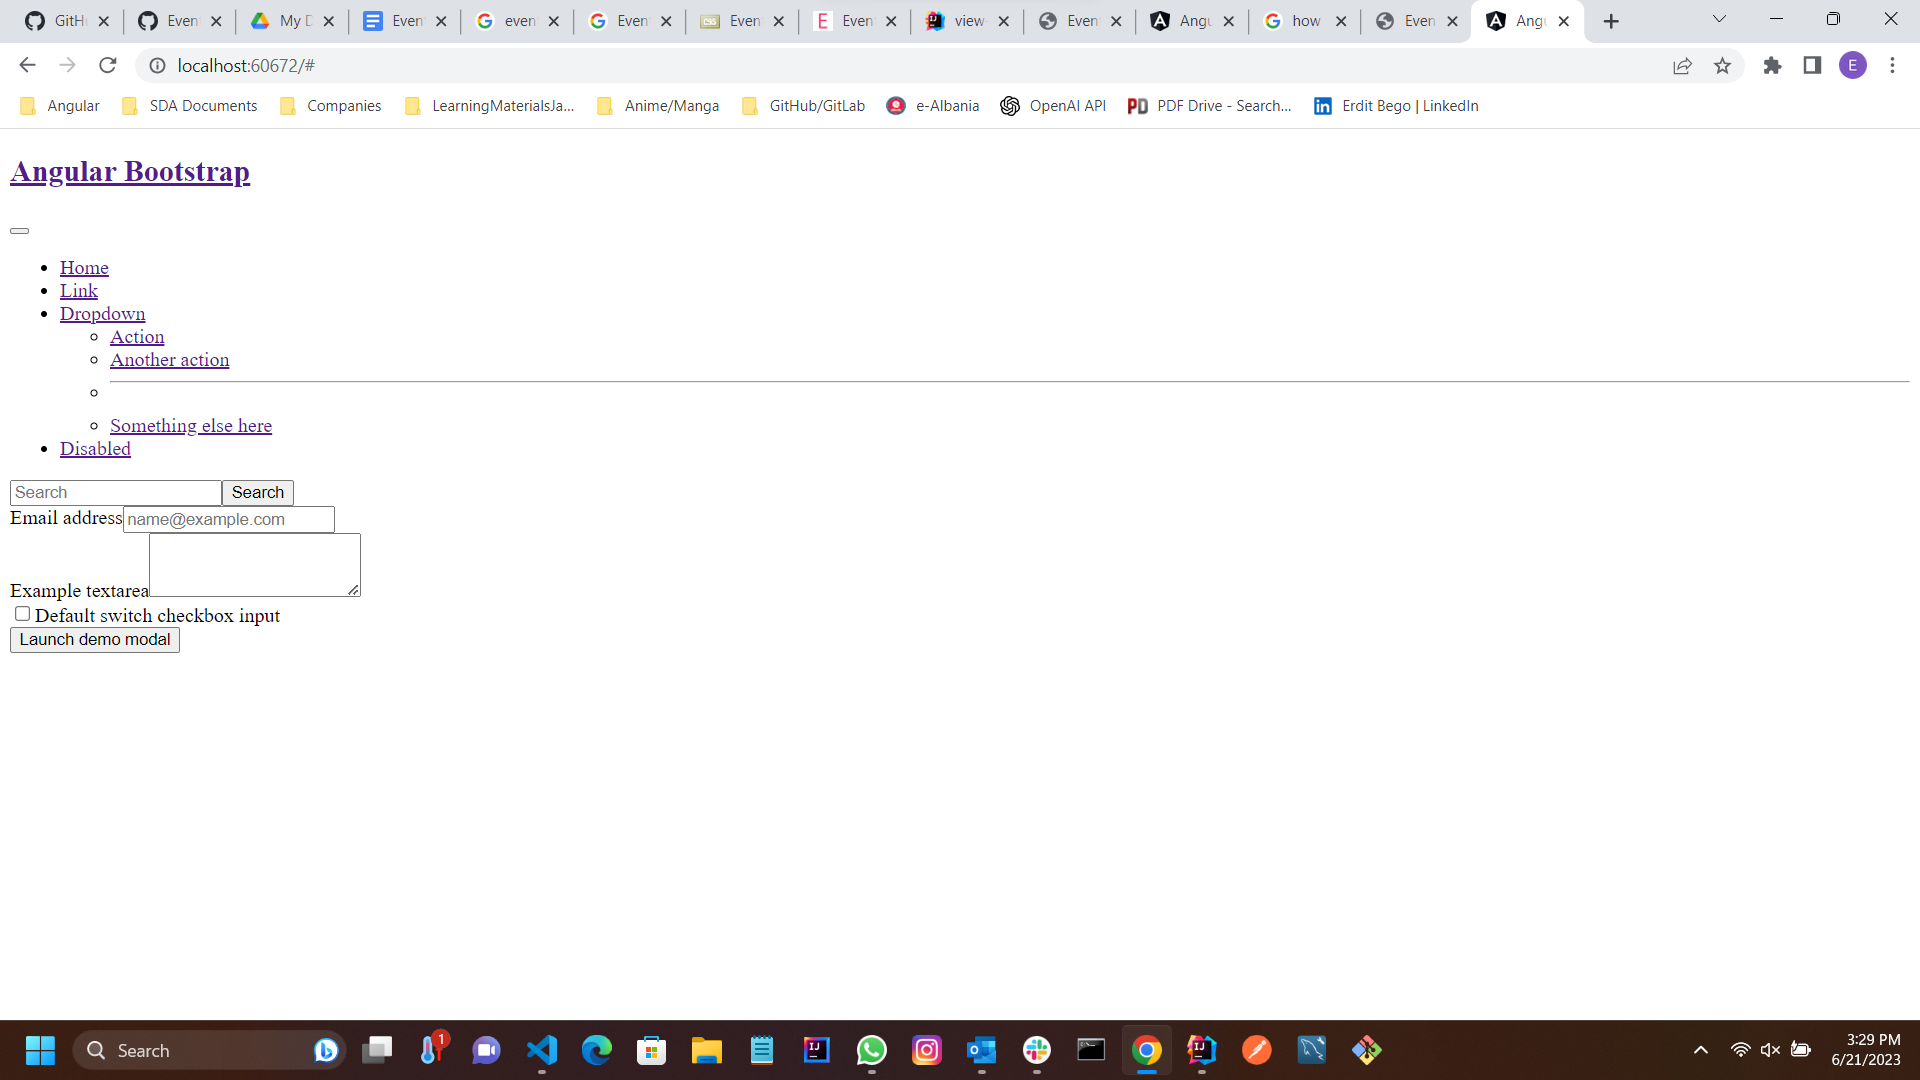 GitH
Even
My D
Even
even
Even
Even
Even
view-
Even
Angu
how
Even
Angu
localhost:60672/#
E
Angular
SDA Documents
Companies
LearningMaterialsJa...
Anime/Manga
GitHub/GitLab
e-Albania
OpenAI API
PDF Drive - Search...
Erdit Bego | LinkedIn
Angular Bootstrap
Home
Link
Dropdown
Action
Another action
Something else here
Disabled
Search Search
Email address name@example.com
Example textarea
Default switch checkbox input
Launch demo modal
Search
1
3:29 PM
6/21/2023